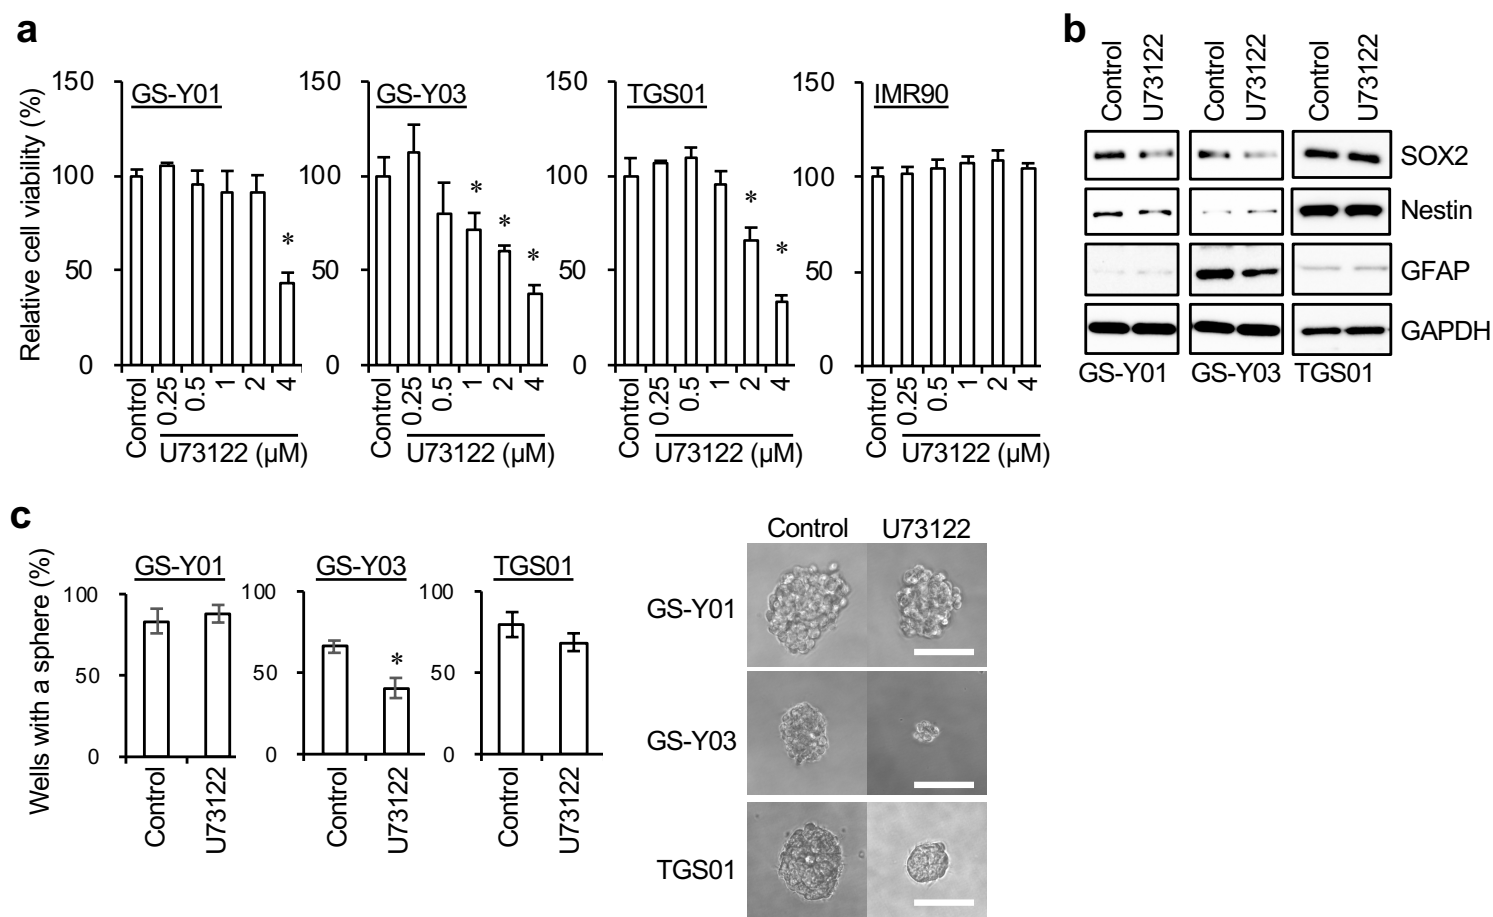 a
Relative cell viability (%)
150
100
50
0
GS-Y01
*
Control
0.25
0.5
1
2
4
U73122 (μM)
150
100
50
0
GS-Y03
*
*
*
Control
0.25
0.5
1
2
4
U73122 (μM)
150
100
50
0
TGS01
*
*
Control
0.25
0.5
1
2
4
U73122 (μM)
150
100
50
0
IMR90
Control
0.25
0.5
1
2
4
U73122 (μM)
b
Control
U73122
Control
U73122
Control
U73122
SOX2
Nestin
GFAP
GAPDH
GS-Y01
GS-Y03
TGS01
c
Wells with a sphere (%)
GS-Y01
100
50
0
Control
U73122
GS-Y03
100
50
0
*
Control
U73122
TGS01
100
50
0
Control
U73122
Control
U73122
GS-Y01
GS-Y03
TGS01